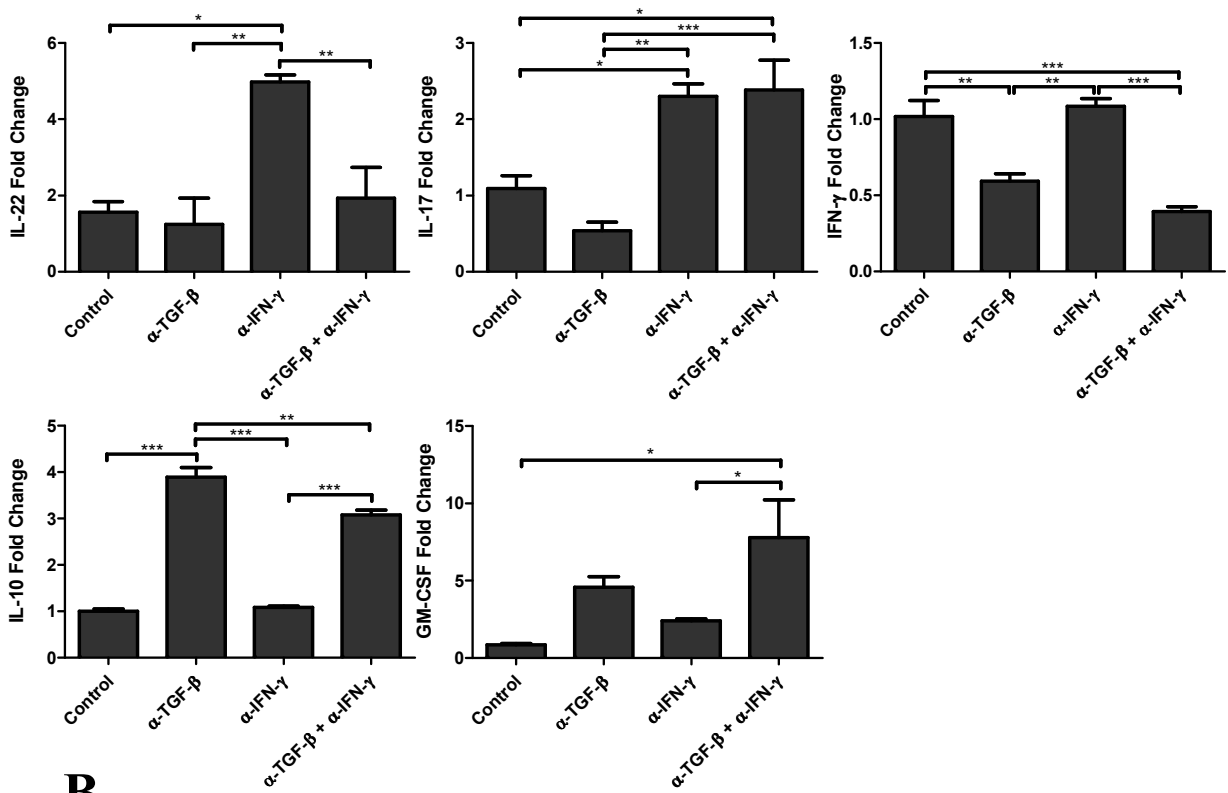 *
**
**
6
4
2
0
IL-22 Fold Change
Control
α-TGF-β
α-IFN-γ
α-TGF-β + α-IFN-γ
*
***
**
*
3
2
1
0
IL-17 Fold Change
Control
α-TGF-β
α-IFN-γ
α-TGF-β + α-IFN-γ
***
** ** ***
1.5
1.0
0.5
0.0
IFN-γ Fold Change
Control
α-TGF-β
α-IFN-γ
α-TGF-β + α-IFN-γ
**
***
***
***
5
4
3
2
1
0
IL-10 Fold Change
Control
α-TGF-β
α-IFN-γ
α-TGF-β + α-IFN-γ
*
*
15
10
5
0
GM-CSF Fold Change
Control
α-TGF-β
α-IFN-γ
α-TGF-β + α-IFN-γ
B